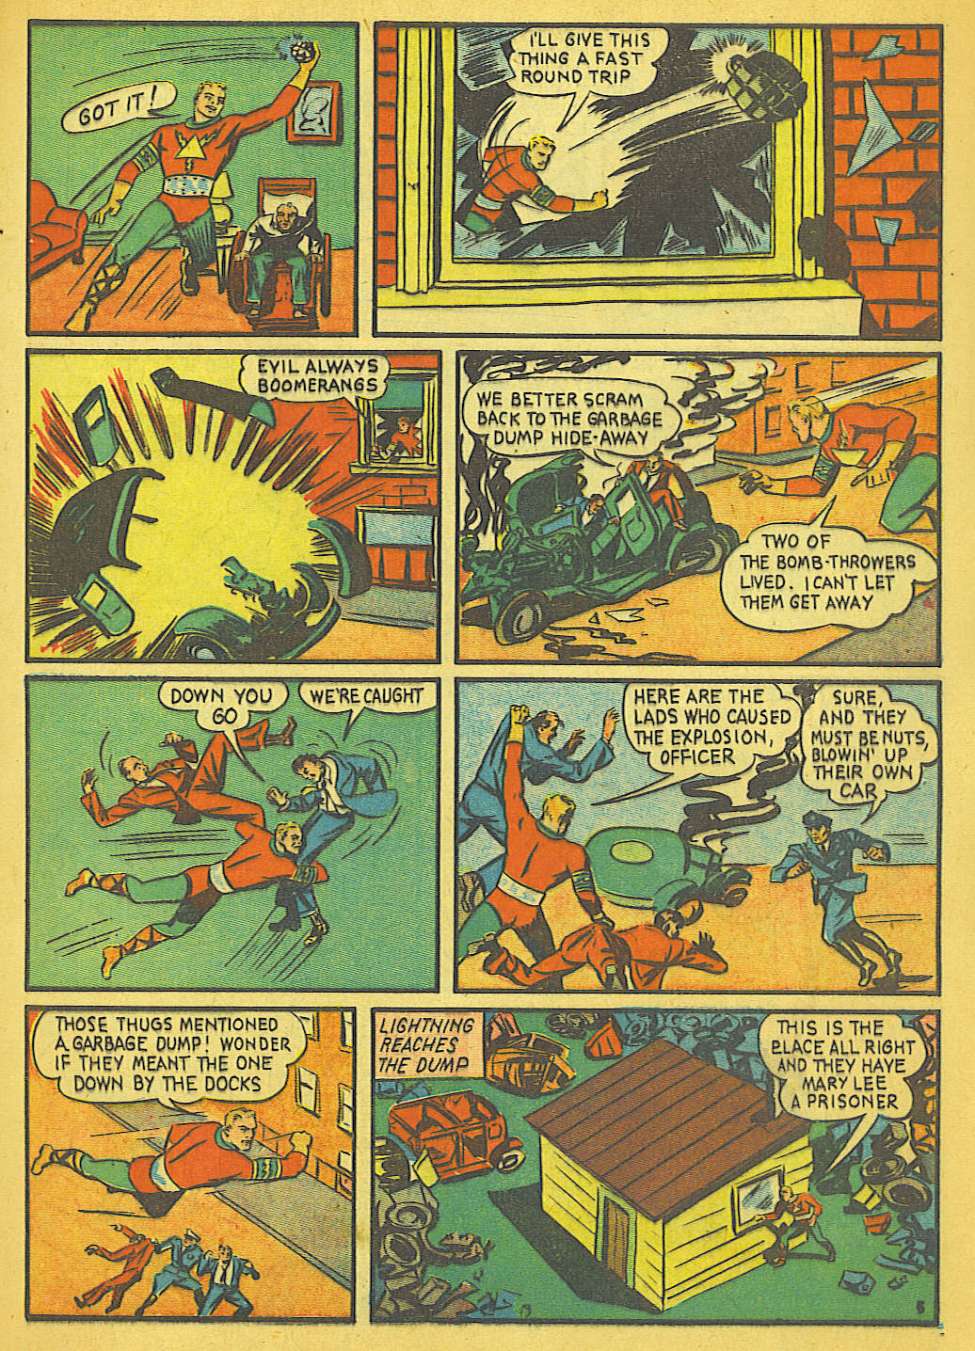 GOT IT!
I'LL GIVE THIS
THING A FAST
ROUND TRIP
EVIL ALWAYS
BOOMERANGS
WE BETTER SCRAM
BACK TO THE GARBAGE
DUMP HIDE-AWAY
TWO OF
THE BOMB-THROWERS
LIVED. I CAN'T LET
THEM GET AWAY
DOWN YOU
GO
WE'RE CAUGHT
HERE ARE THE
LADS WHO CAUSED
THE EXPLOSION,
OFFICER
SURE,
AND THEY
MUST BE NUTS,
BLOWIN' UP
THEIR OWN
CAR
THOSE THUGS MENTIONED
A GARBAGE DUMP! WONDER
IF THEY MEANT THE ONE
DOWN BY THE DOCKS
LIGHTNING
REACHES
THE DUMP
THIS IS THE
PLACE ALL RIGHT
AND THEY HAVE
MARY LEE
A PRISONER
5